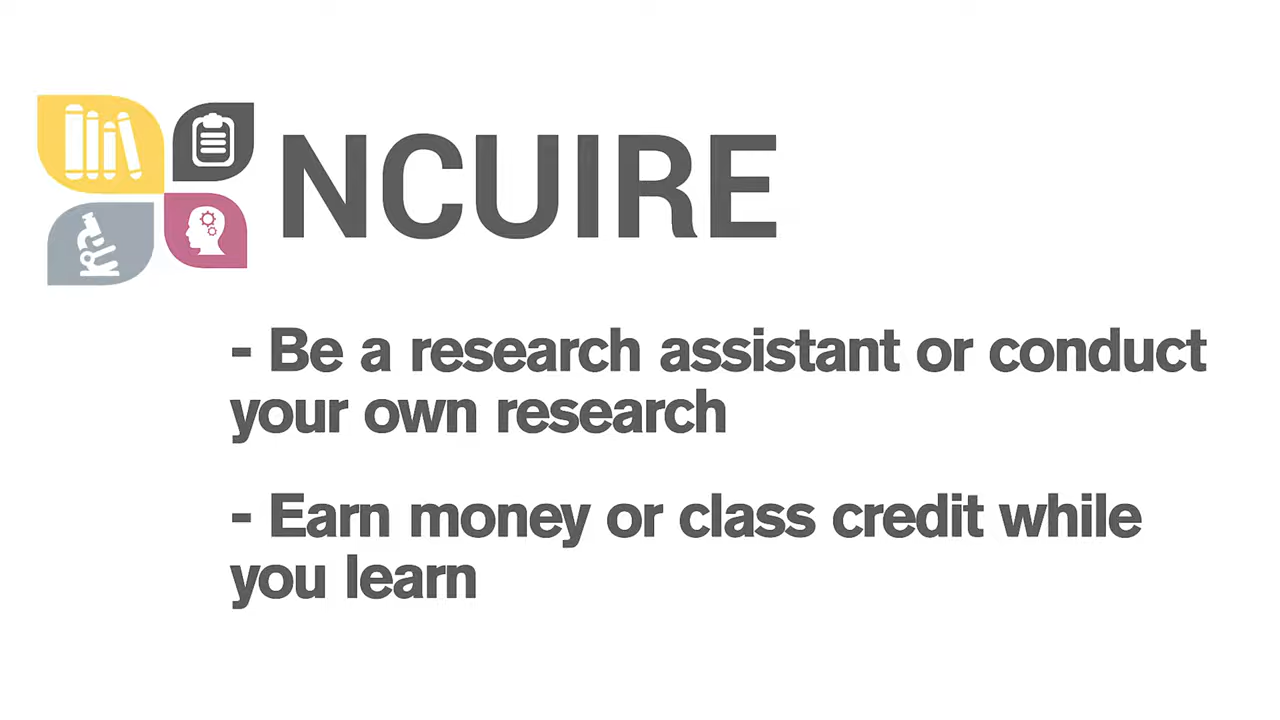 NCUIRE
- Be a research assistant or conduct
your own research
- Earn money or class credit while
you learn